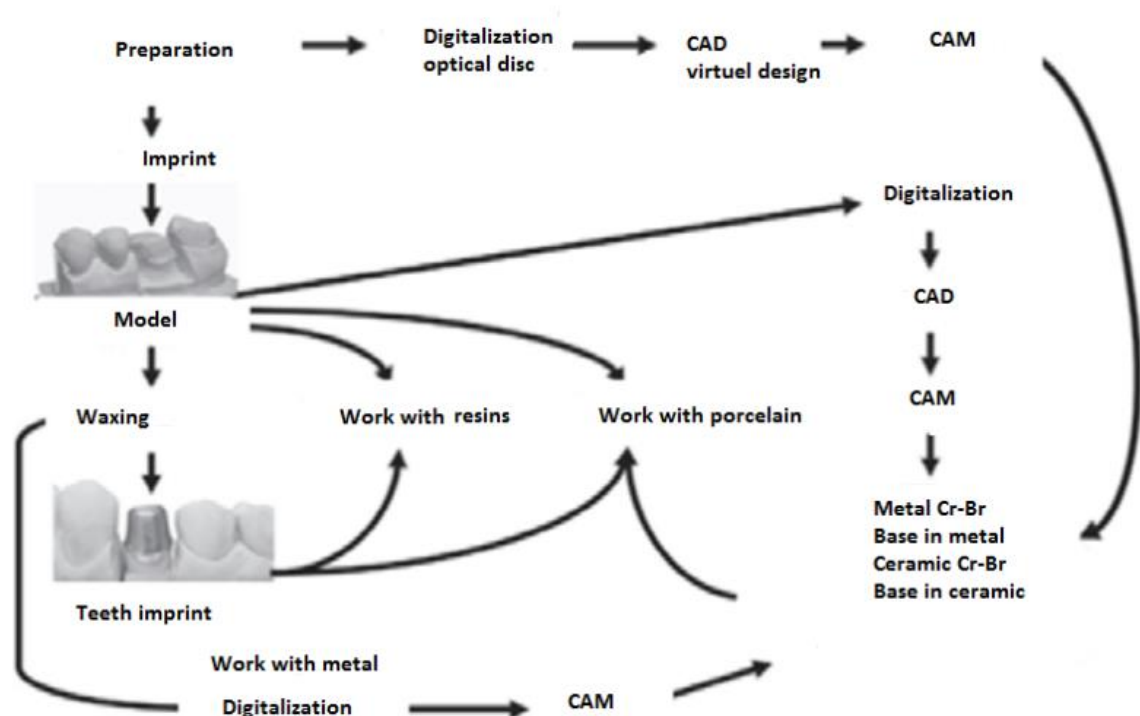 Preparation
Digitalization
optical disc
CAD
virtuel design
CAM
Imprint
Digitalization
Model
CAD
CAM
Waxing
Work with resins
Work with porcelain
Metal Cr-Br
Base in metal
Ceramic Cr-Br
Base in ceramic
Teeth imprint
Work with metal
Digitalization
CAM